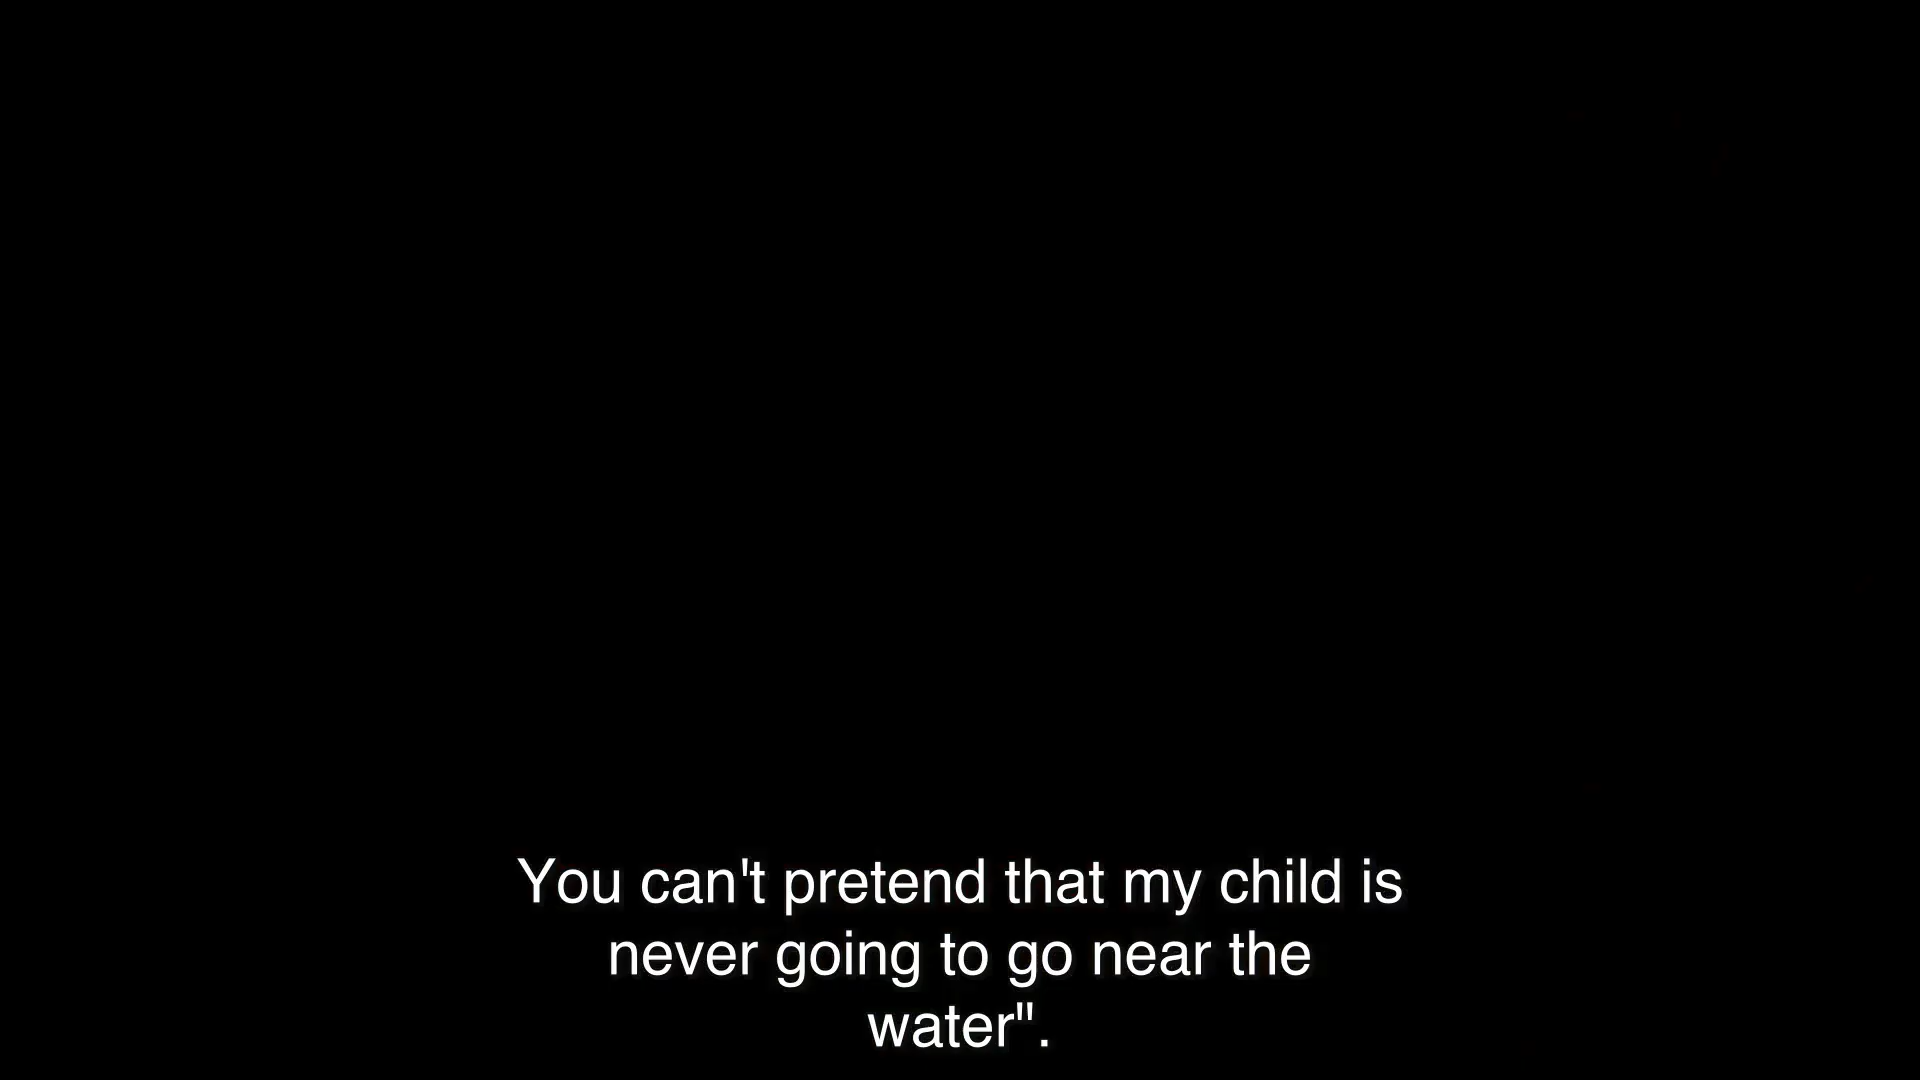 You can't pretend that my child is
never going to go near the
water".